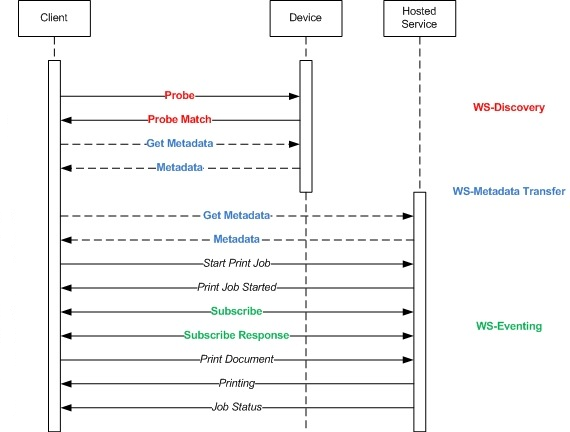 Client
Device
Hosted
Service
Probe
WS-Discovery
Probe Match
Get Metadata
Metadata
WS-Metadata Transfer
Get Metadata
Metadata
Start Print Job
Print Job Started
Subscribe
WS-Eventing
Subscribe Response
Print Document
Printing
Job Status